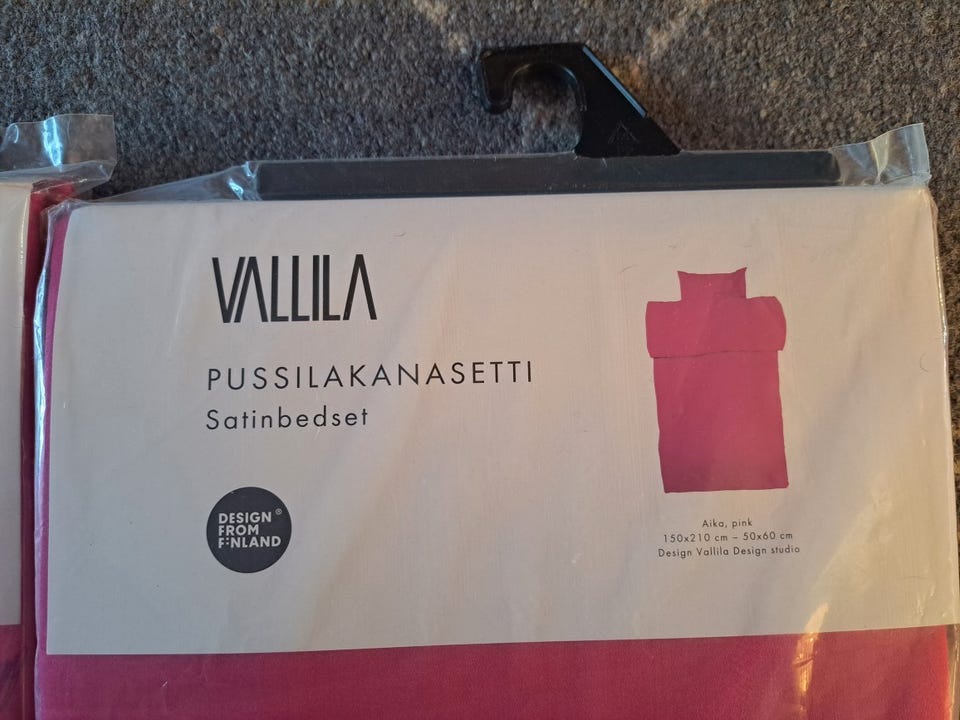 VALLILA
PUSSILAKANASETTI
Satinbedset
DESIGN ®
FROM
FINLAND
Aika, pink
150x210 cm – 50x60 cm
Design Vallila Design studio